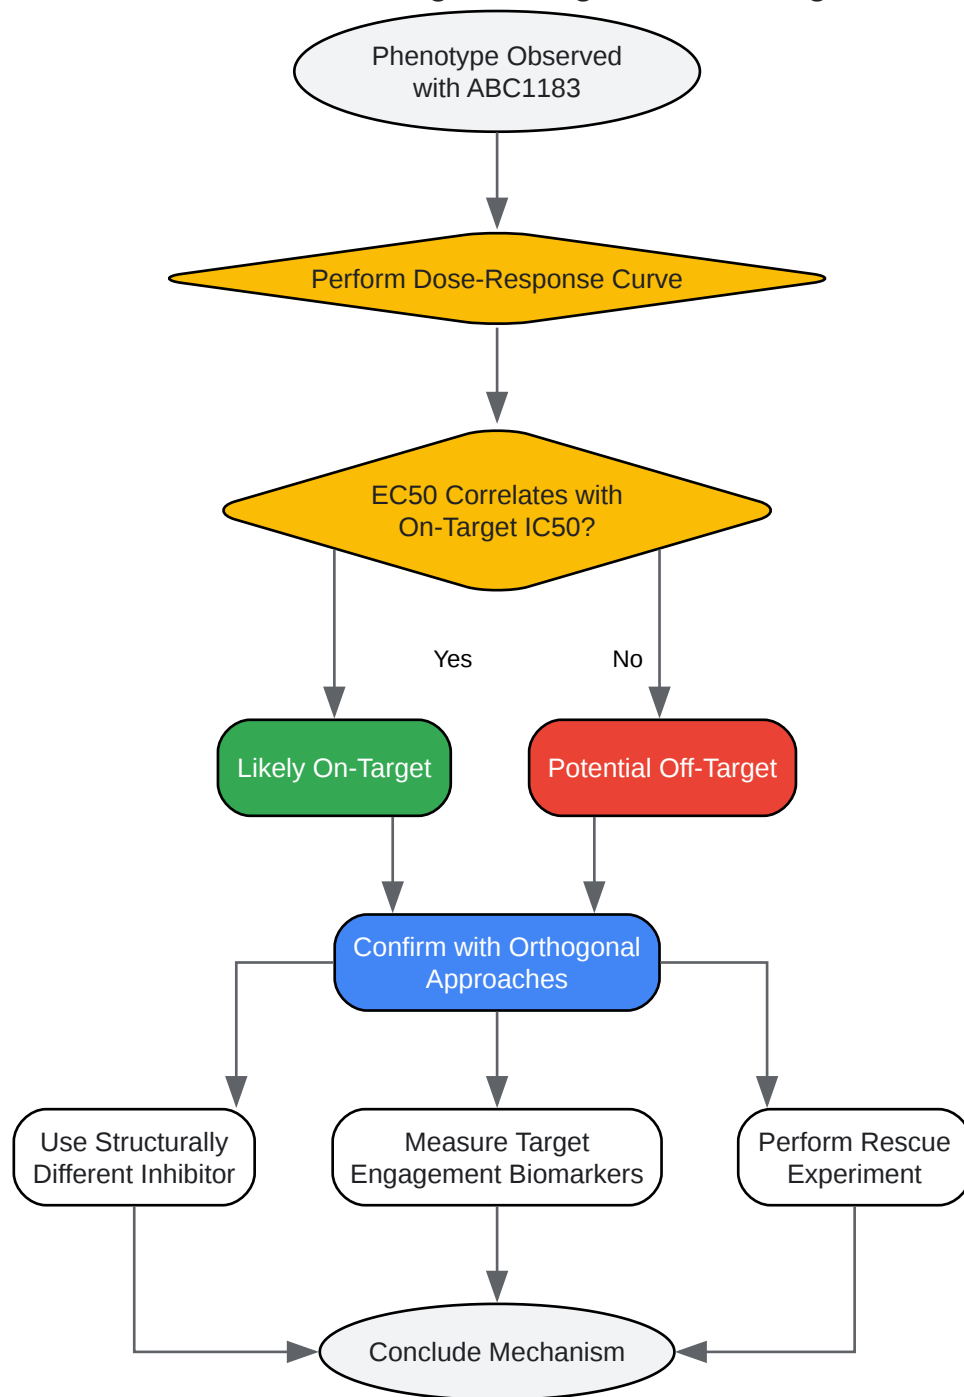 Phenotype Observed
with ABC1183
Perform Dose-Response Curve
EC50 Correlates with
On-Target IC50?
Yes
No
Likely On-Target
Potential Off-Target
Confirm with Orthogonal
Approaches
Use Structurally
Different Inhibitor
Measure Target
Engagement Biomarkers
Perform Rescue
Experiment
Conclude Mechanism